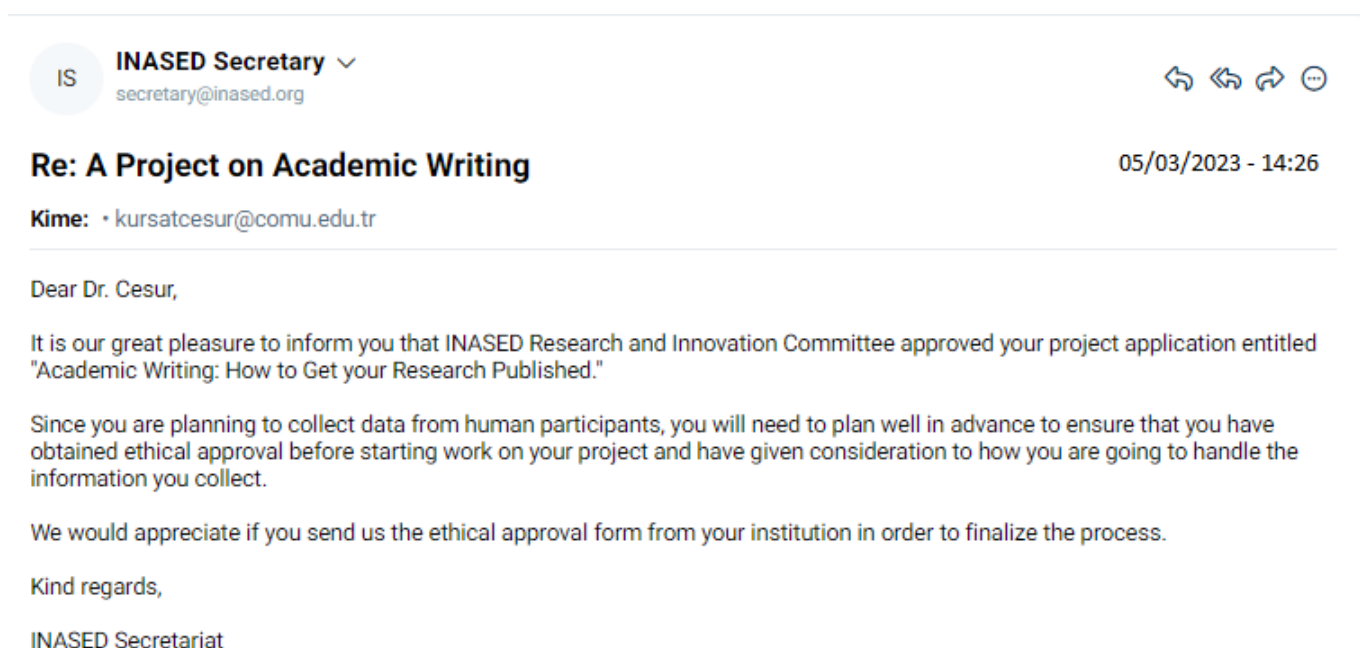 IS
INASED Secretary
secretary@inased.org
Re: A Project on Academic Writing
05/03/2023 - 14:26
Kime: • kursatcesur@comu.edu.tr
Dear Dr. Cesur,
It is our great pleasure to inform you that INASED Research and Innovation Committee approved your project application entitled
"Academic Writing: How to Get your Research Published."
Since you are planning to collect data from human participants, you will need to plan well in advance to ensure that you have
obtained ethical approval before starting work on your project and have given consideration to how you are going to handle the
information you collect.
We would appreciate if you send us the ethical approval form from your institution in order to finalize the process.
Kind regards,
INASED Secretariat